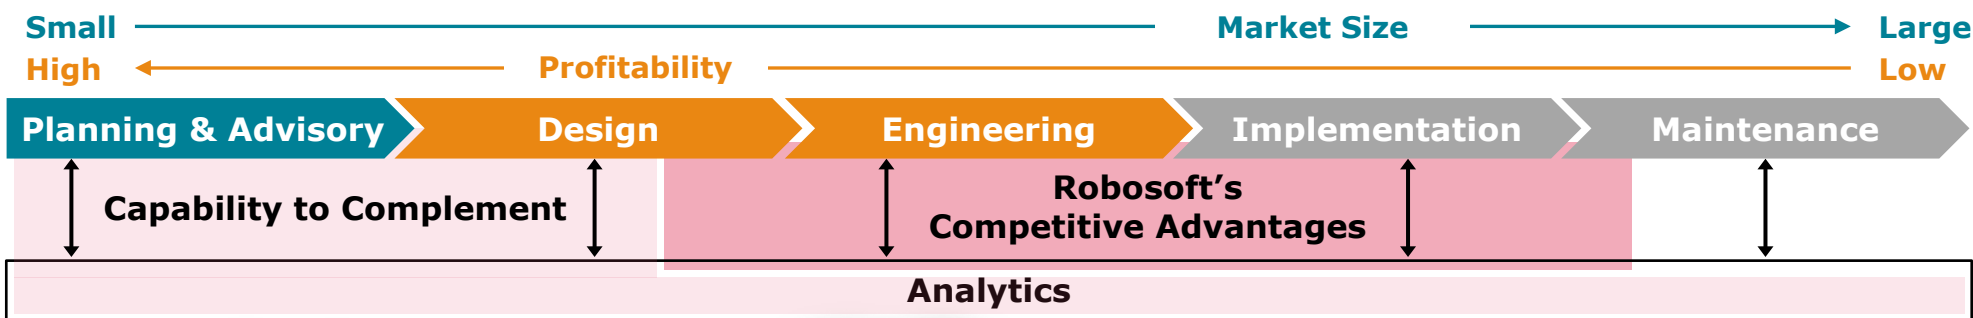 Small Market Size Large
High Profitability Low
Planning & Advisory Design Engineering Implementation Maintenance
Capability to Complement
Robosoft’s
Competitive Advantages
Analytics